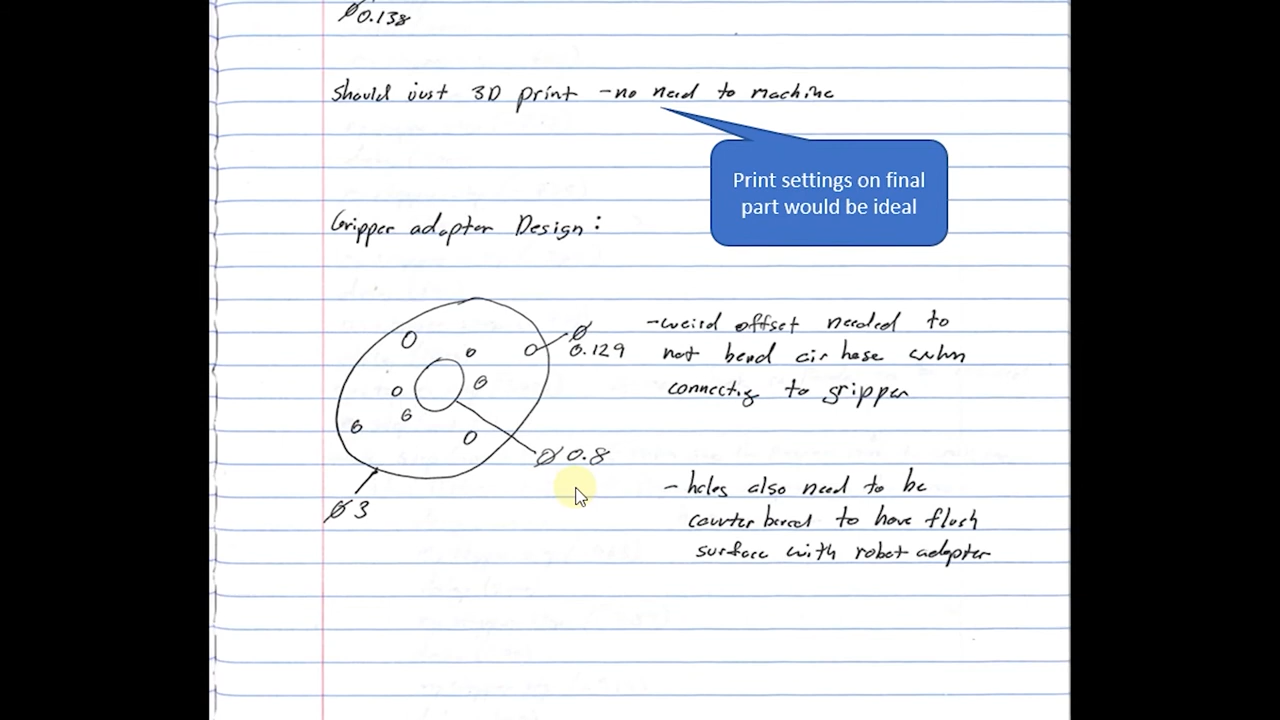 Ø0.138
Should just 3D print - no need to machine
Print settings on final
part would be ideal
Gripper adapter Design:
Ø
0.129
- weird offset needed to
not bend air hose when
connecting to gripper
Ø 0.8
Ø 3
- holes also need to be
counter bored to have flush
surface with robot adapter